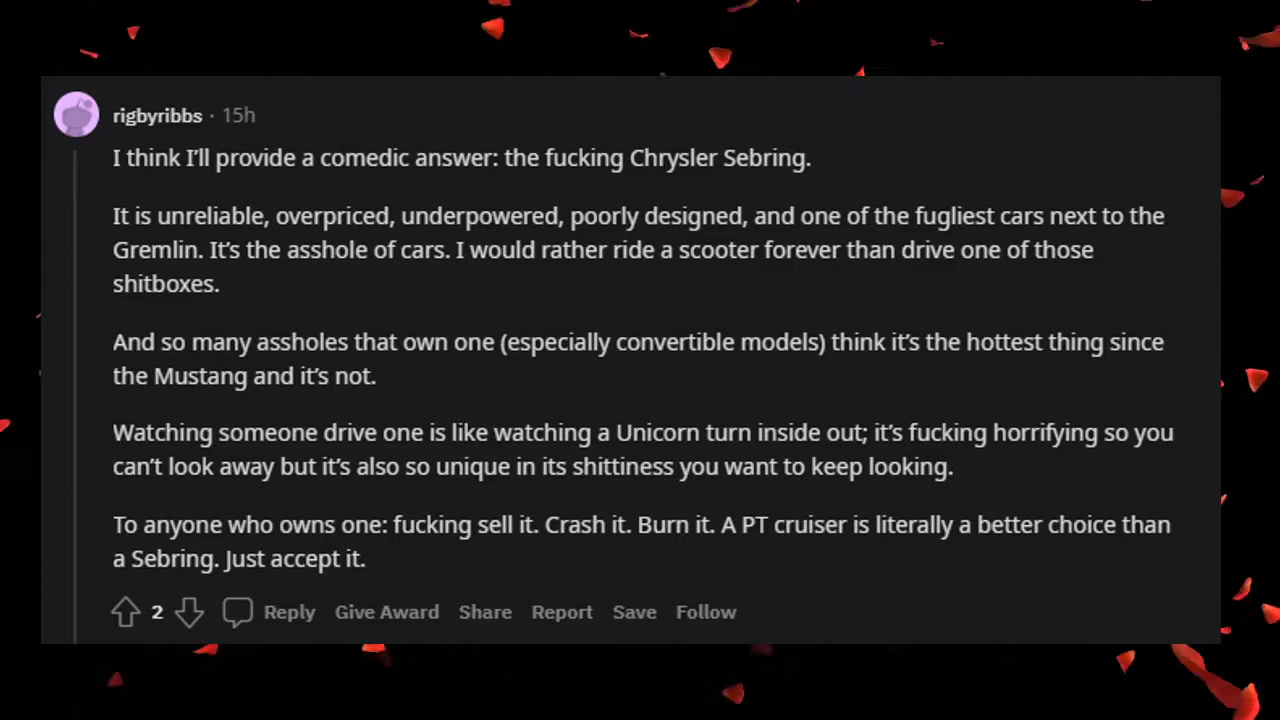 rigbyribbs · 15h
I think I’ll provide a comedic answer: the fucking Chrysler Sebring.
It is unreliable, overpriced, underpowered, poorly designed, and one of the fugliest cars next to the
Gremlin. It’s the asshole of cars. I would rather ride a scooter forever than drive one of those
shitboxes.
And so many assholes that own one (especially convertible models) think it’s the hottest thing since
the Mustang and it’s not.
Watching someone drive one is like watching a Unicorn turn inside out; it’s fucking horrifying so you
can’t look away but it’s also so unique in its shittiness you want to keep looking.
To anyone who owns one: fucking sell it. Crash it. Burn it. A PT cruiser is literally a better choice than
a Sebring. Just accept it.
2 Reply Give Award Share Report Save Follow